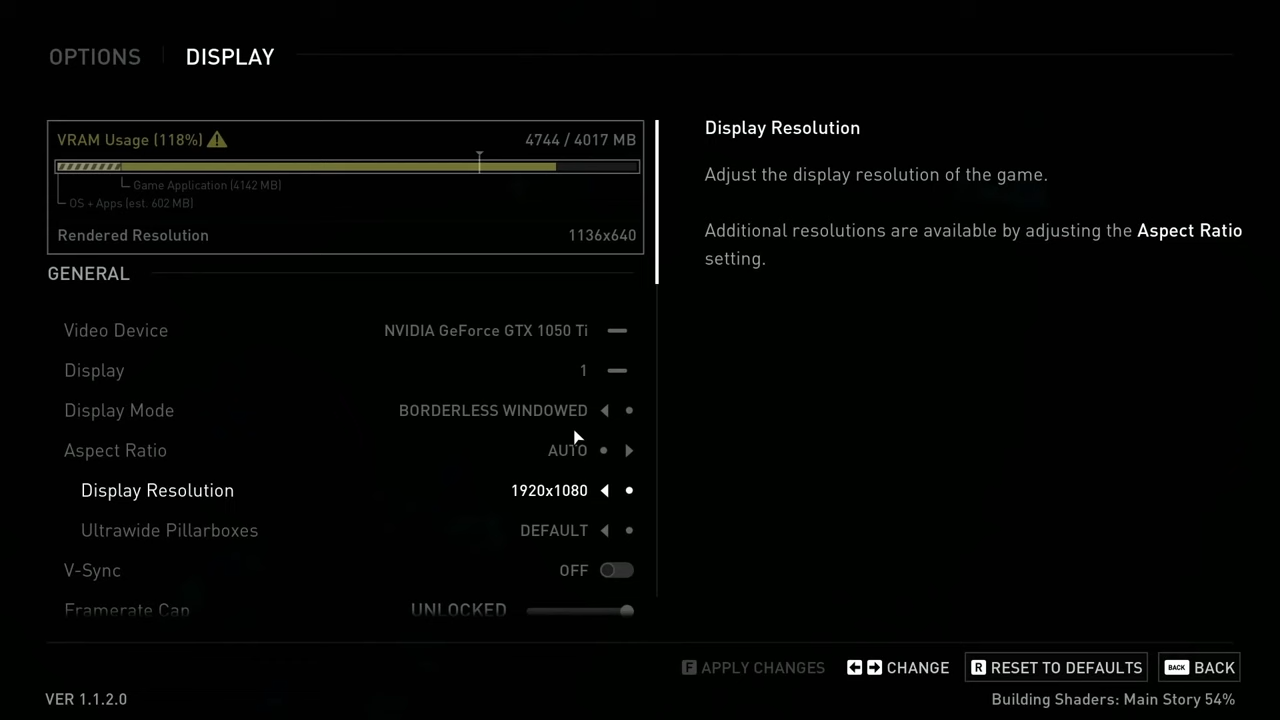 OPTIONS DISPLAY
VRAM Usage (118%) 4744 / 4017 MB
Game Application (4142 MB)
OS + Apps (est. 602 MB)
Rendered Resolution 1136x640
GENERAL
Video Device NVIDIA GeForce GTX 1050 Ti
Display 1
Display Mode BORDERLESS WINDOWED
Aspect Ratio AUTO
Display Resolution 1920x1080
Ultrawide Pillarboxes DEFAULT
V-Sync OFF
Framerate Cap UNLOCKED
Display Resolution
Adjust the display resolution of the game.
Additional resolutions are available by adjusting the Aspect Ratio
setting.
F APPLY CHANGES CHANGE R RESET TO DEFAULTS BACK BACK
VER 1.1.2.0
Building Shaders: Main Story 54%